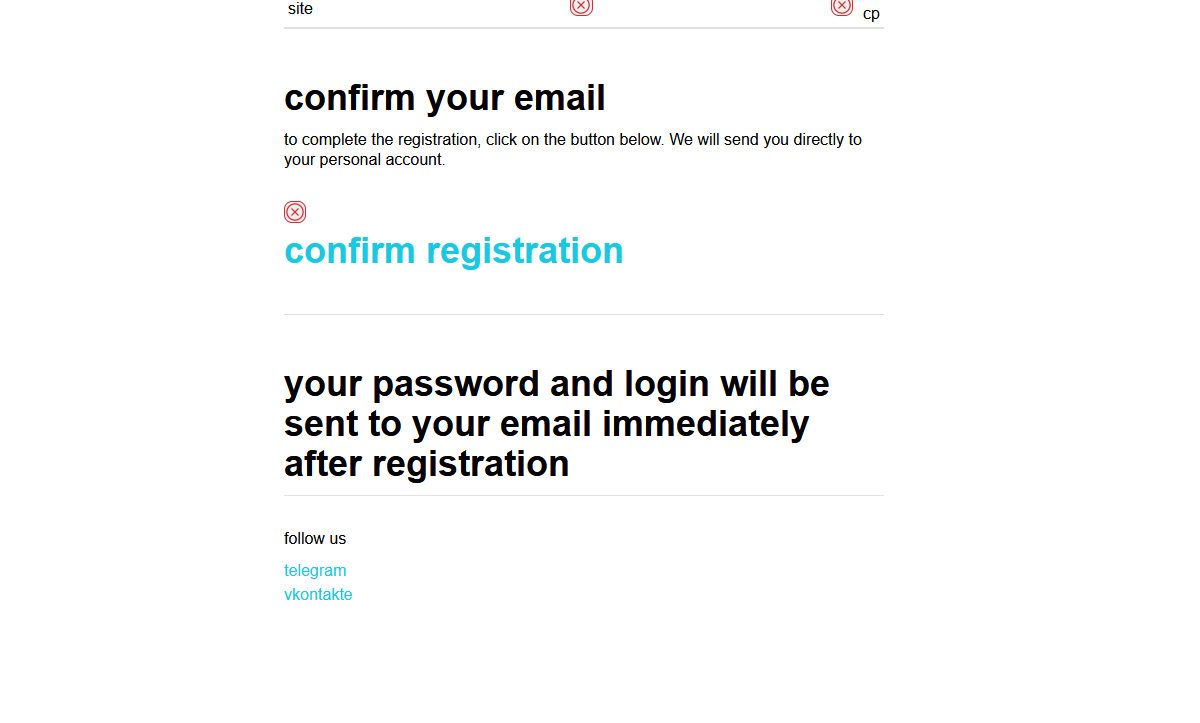 site
cp
confirm your email
to complete the registration, click on the button below. We will send you directly to
your personal account.
confirm registration
your password and login will be
sent to your email immediately
after registration
follow us
telegram
vkontakte